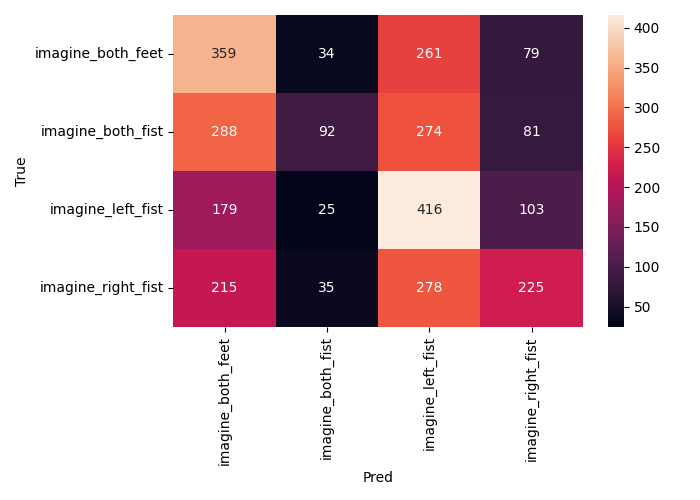 imagine_both_feet 359 34 261 79
imagine_both_fist 288 92 274 81
imagine_left_fist 179 25 416 103
imagine_right_fist 215 35 278 225
True
imagine_both_feet
imagine_both_fist
imagine_left_fist
imagine_right_fist
Pred
400
350
300
250
200
150
100
50